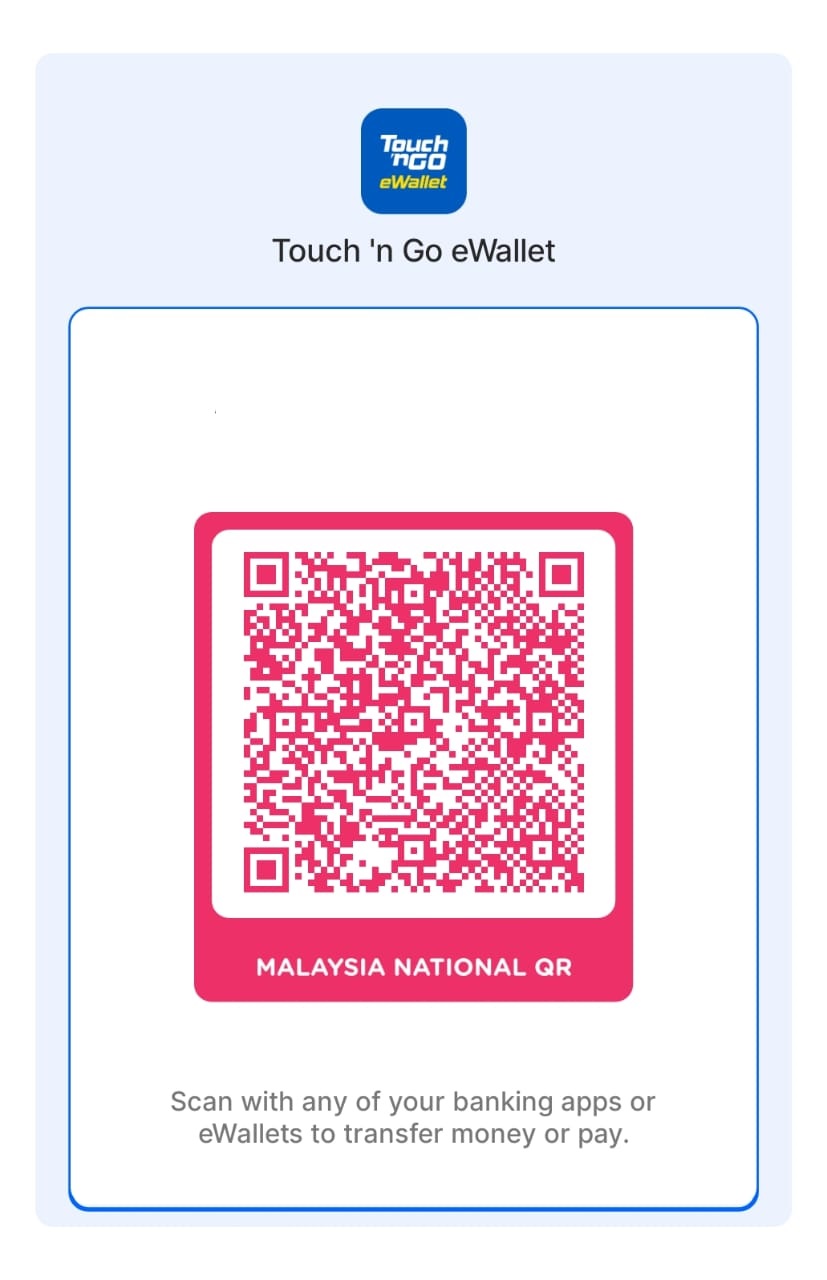 Touch
'nGO
eWallet
Touch 'n Go eWallet
MALAYSIA NATIONAL QR
Scan with any of your banking apps or
eWallets to transfer money or pay.